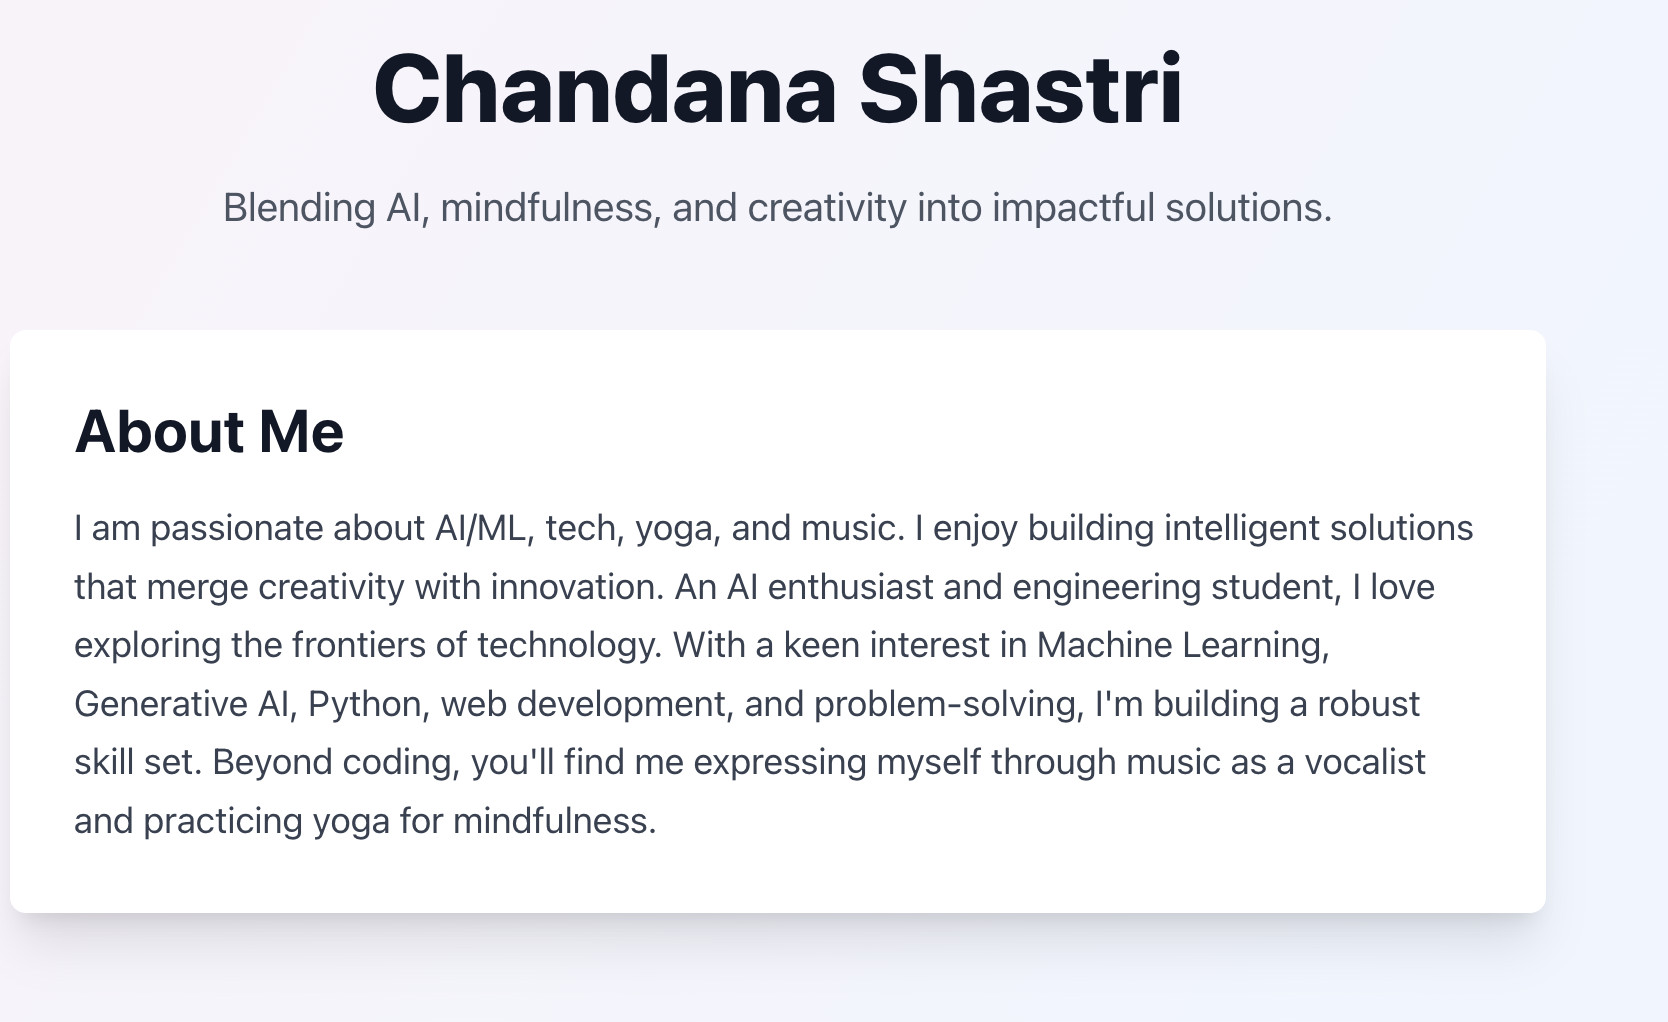 Chandana Shastri
Blending AI, mindfulness, and creativity into impactful solutions.
About Me
I am passionate about AI/ML, tech, yoga, and music. I enjoy building intelligent solutions
that merge creativity with innovation. An AI enthusiast and engineering student, I love
exploring the frontiers of technology. With a keen interest in Machine Learning,
Generative AI, Python, web development, and problem-solving, I'm building a robust
skill set. Beyond coding, you'll find me expressing myself through music as a vocalist
and practicing yoga for mindfulness.